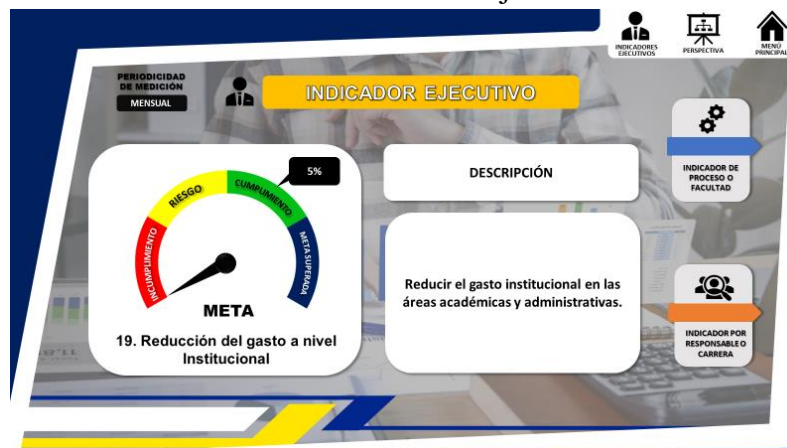 INDICADORES
EJECUTIVOS
PERSPECTIVA
MENÚ
PRINCIPAL
PERIODICIDAD
DE MEDICIÓN
MENSUAL
INDICADOR EJECUTIVO
INCUMPLIMIENTO
RIESGO
CUMPLIMIENTO
META SUPERADA
5%
META
19. Reducción del gasto a nivel
Institucional
DESCRIPCIÓN
Reducir el gasto institucional en las
áreas académicas y administrativas.
INDICADOR DE
PROCESO O
FACULTAD
INDICADOR POR
RESPONSABLE O
CARRERA